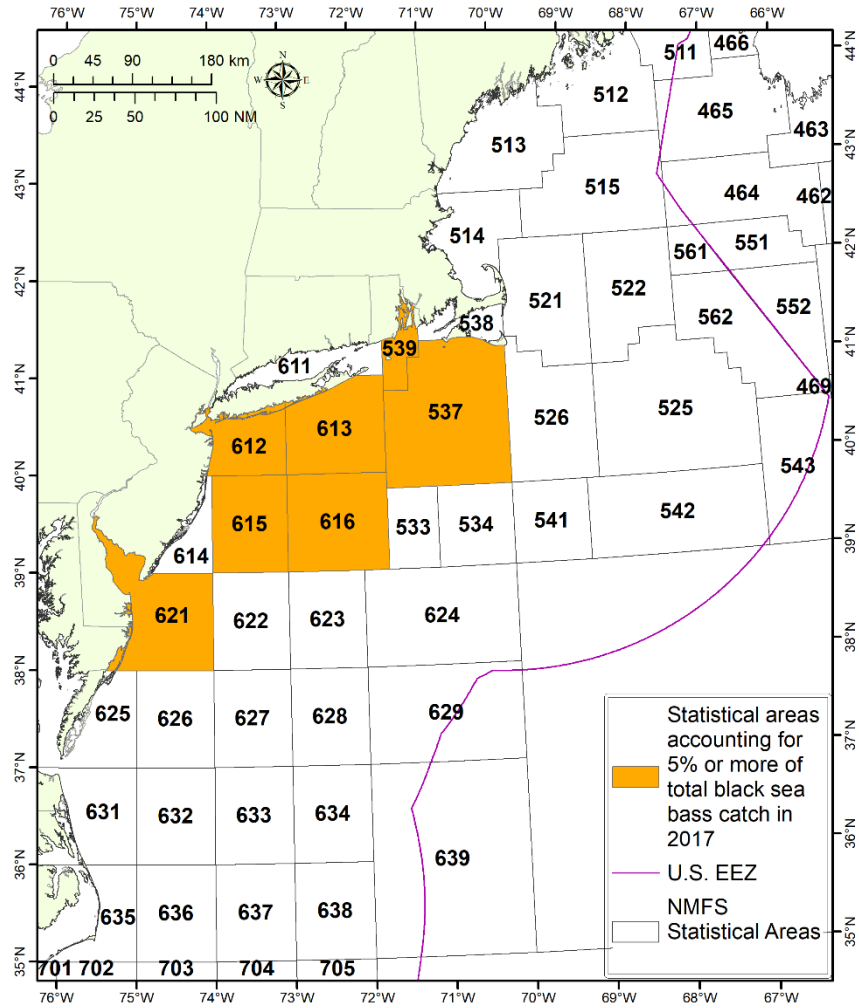 71°W 70°W 69°W 68°W 67°W 66°W
0 45 90 180 km
0 25 50 100 NM
N
W E
S
44°N
43°N
42°N
41°N
40°N
39°N
38°N
37°N
36°N
35°N
44°N
43°N
42°N
41°N
40°N
39°N
38°N
37°N
36°N
35°N
511 466
512
465
513 463
515
464 462
514
551
561
521 522 552
562
538
539
611 469
537
613 526 525
612
543
615 616 533 534 541 542
614
621 622 623 624
625 626 627 628 629
631 632 633 634
639
635 636 637 638
701 702 703 704 705
Statistical areas
accounting for
5% or more of
total black sea
bass catch in
2017
U.S. EEZ
NMFS
Statistical Areas
76°W 75°W 74°W 73°W 72°W 71°W 70°W 69°W 68°W 67°W 66°W